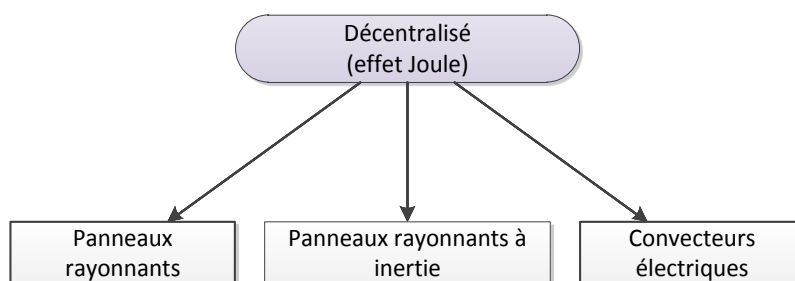 Décentralisé
(effet Joule)
Panneaux
rayonnants
Panneaux rayonnants à
inertie
Convecteurs
électriques